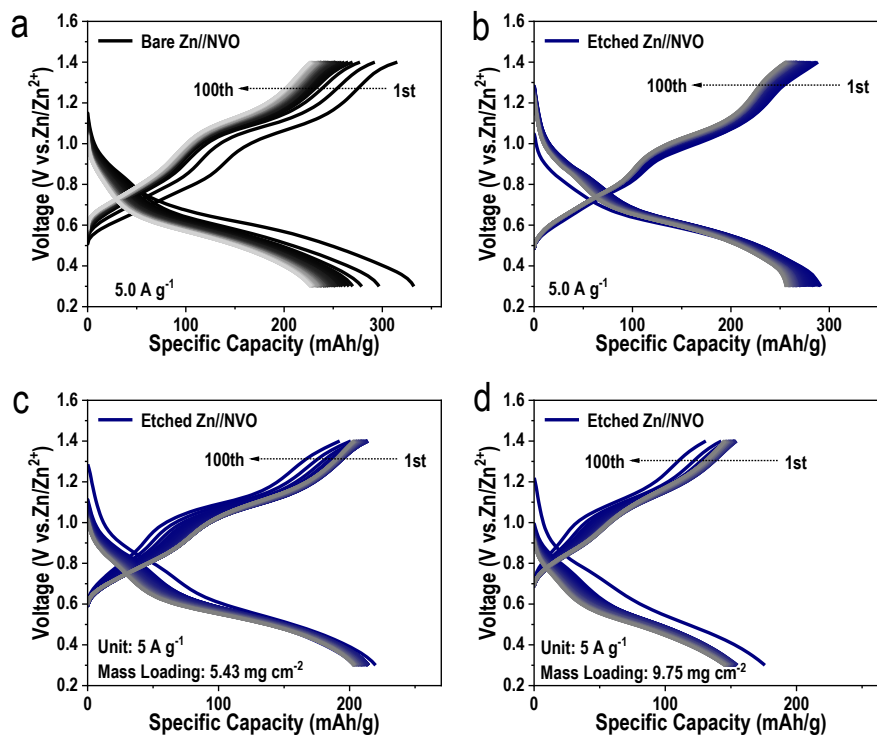 a
Bare Zn//NVO
100th
1st
5.0 A g⁻¹
Voltage (V vs.Zn/Zn²⁺)
1.6
1.4
1.2
1.0
0.8
0.6
0.4
0.2
0
100
200
300
Specific Capacity (mAh/g)
b
Etched Zn//NVO
100th
1st
5.0 A g⁻¹
Voltage (V vs.Zn/Zn²⁺)
1.6
1.4
1.2
1.0
0.8
0.6
0.4
0.2
0
100
200
300
Specific Capacity (mAh/g)
c
Etched Zn//NVO
100th
1st
Unit: 5 A g⁻¹
Mass Loading: 5.43 mg cm⁻²
Voltage (V vs.Zn/Zn²⁺)
1.6
1.4
1.2
1.0
0.8
0.6
0.4
0.2
0
100
200
Specific Capacity (mAh/g)
d
Etched Zn//NVO
100th
1st
Unit: 5 A g⁻¹
Mass Loading: 9.75 mg cm⁻²
Voltage (V vs.Zn/Zn²⁺)
1.6
1.4
1.2
1.0
0.8
0.6
0.4
0.2
0
100
200
Specific Capacity (mAh/g)